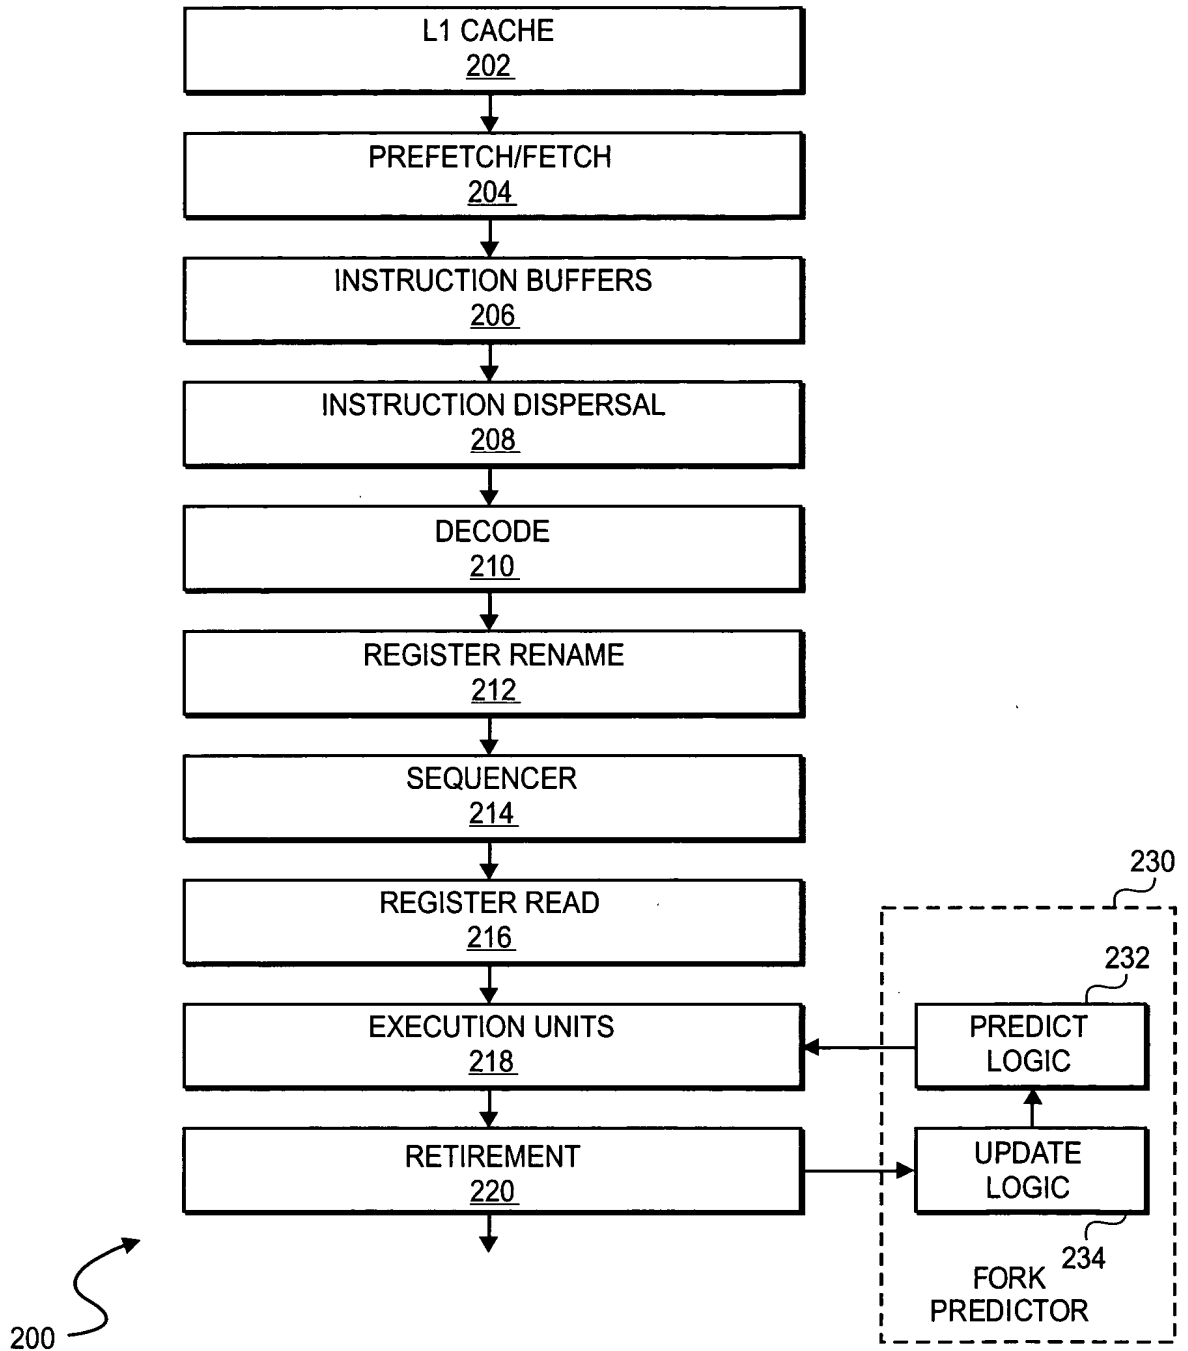 L1 CACHE
202
PREFETCH/FETCH
204
INSTRUCTION BUFFERS
206
INSTRUCTION DISPERSAL
208
DECODE
210
REGISTER RENAME
212
SEQUENCER
214
REGISTER READ
216
EXECUTION UNITS
218
RETIREMENT
220
230
232
PREDICT
LOGIC
UPDATE
LOGIC
234
FORK
PREDICTOR
200